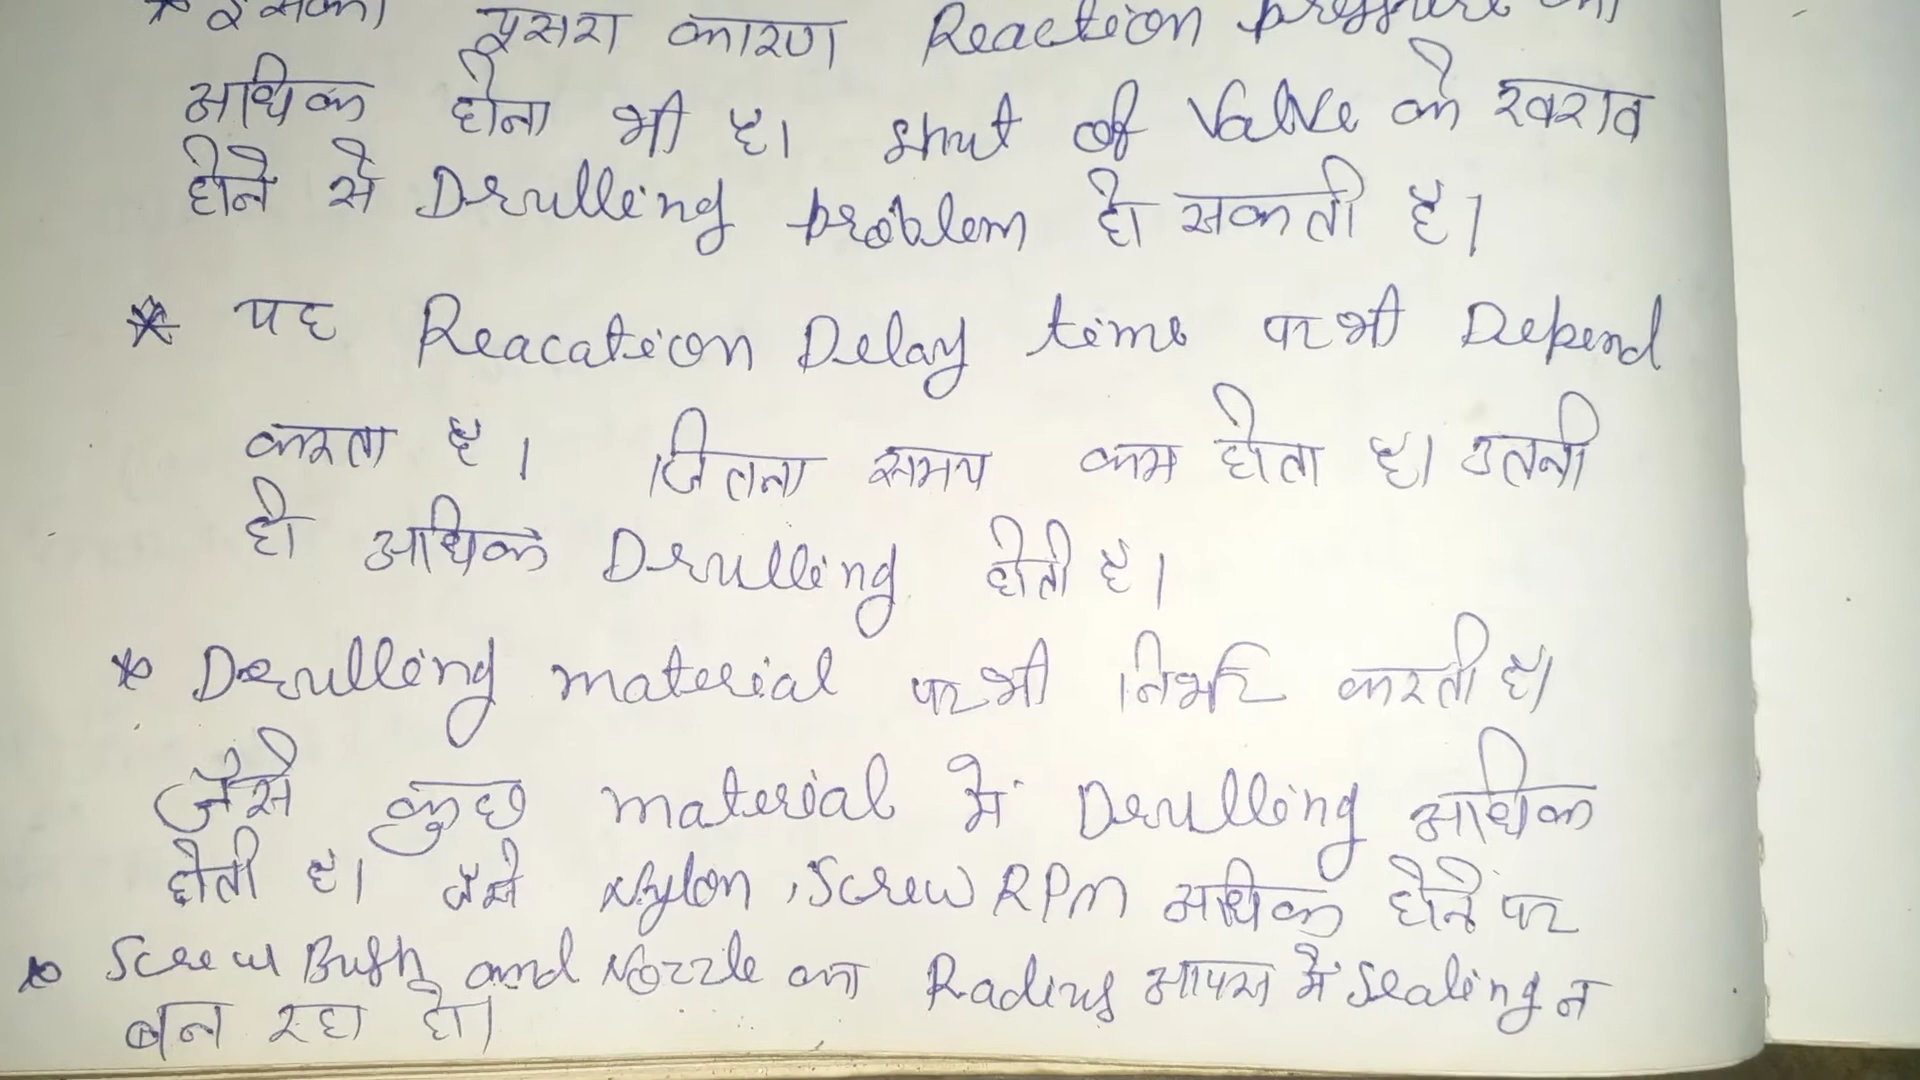 * इसका दूसरा कारण Reaction pressure का
अधिक होना भी है। shut of Valve के खराब
होने से Drulling problem हो सकती है।
* यह Reacation Delay time पर भी Depend
करता है। जितना समय कम होता है। उतनी
ही अधिक Drulling होती है।
* Drulling material पर भी निर्भर करती है।
जैसे कुछ material में Drulling अधिक
होती है। जैसे Nylon, Screw RPM अधिक होने पर
* Screw Bush and Nozzle का Radius आपस में Sealing न
बन रहा हो।